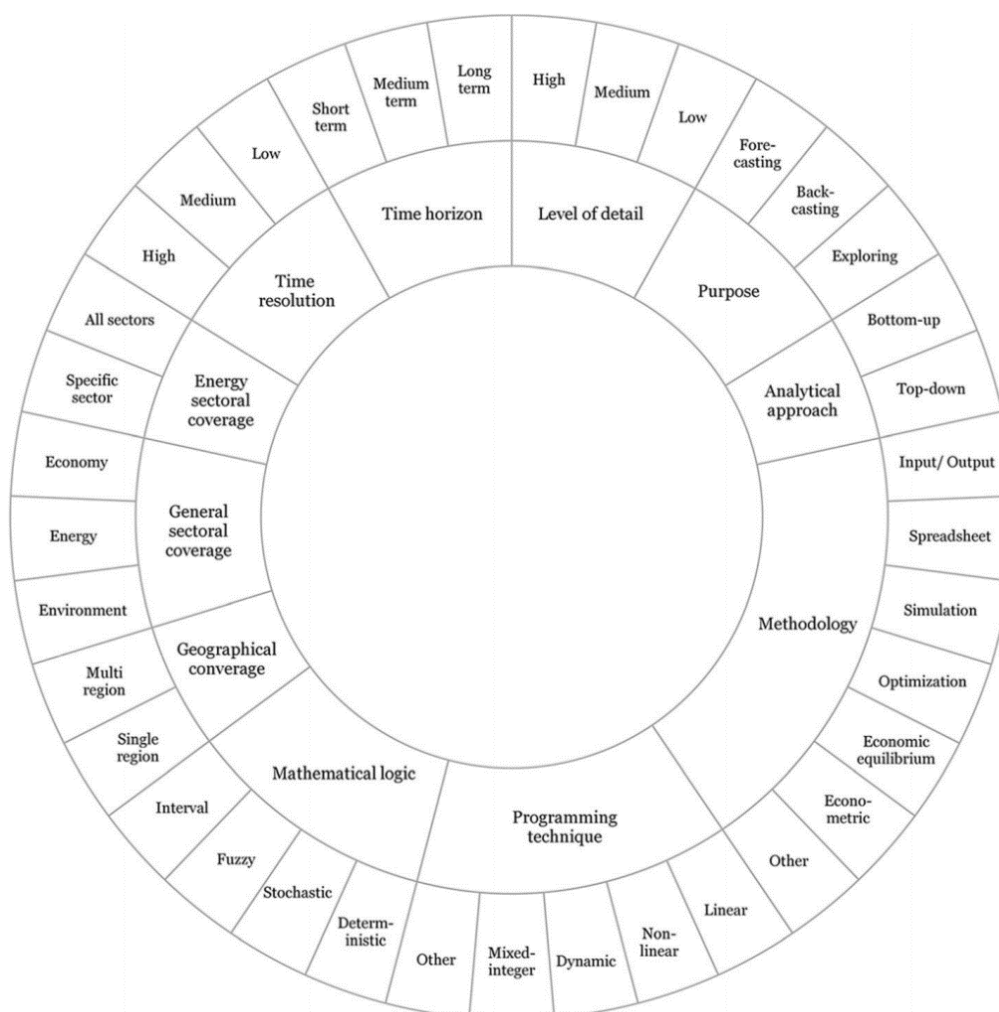 High
Medium
Low
Fore-
casting
Back-
casting
Exploring
Bottom-up
Top-down
Input/ Output
Spreadsheet
Simulation
Optimization
Economic
equilibrium
Econo-
metric
Other
Linear
Non-
linear
Dynamic
Mixed-
integer
Other
Determ-
inistic
Stochastic
Fuzzy
Interval
Single
region
Multi
region
Environment
Energy
Economy
Specific
sector
All sectors
High
Medium
Low
Short
term
Medium
term
Long
term
Level of detail
Purpose
Analytical
approach
Methodology
Programming
technique
Mathematical logic
Geographical
converage
General
sectoral
coverage
Energy
sectoral
coverage
Time
resolution
Time horizon